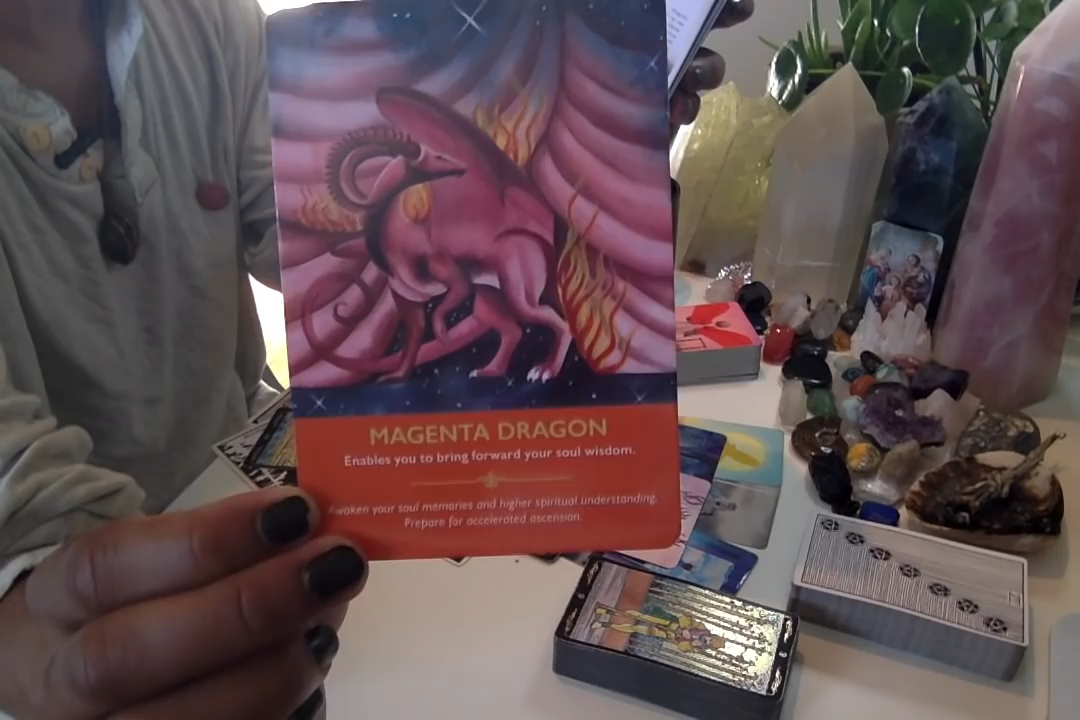 MAGENTA DRAGON
Enables you to bring forward your soul wisdom.
Awaken your soul memories and higher spiritual understanding.
Prepare for accelerated ascension.